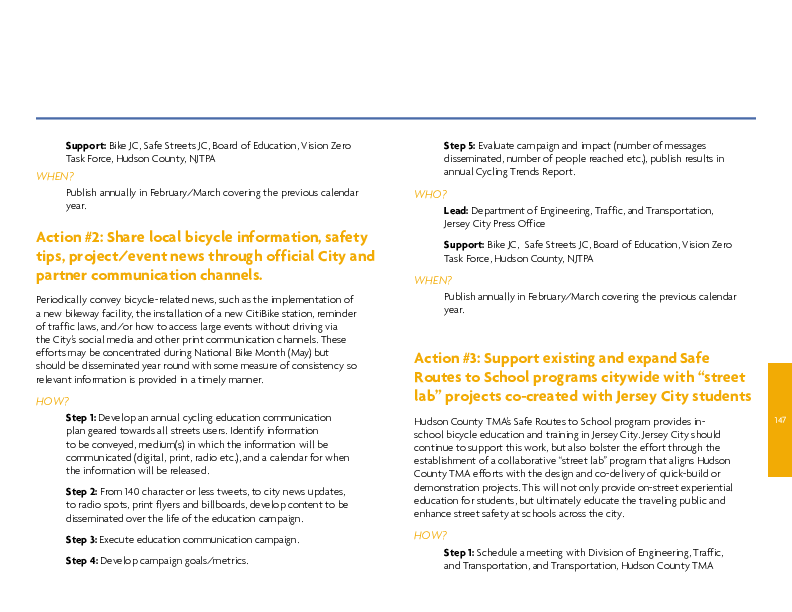 Support: Bike JC, Safe Streets JC, Board of Education, Vision Zero
Task Force, Hudson County, NJTPA
WHEN?
Publish annually in February/March covering the previous calendar
year.
Action #2: Share local bicycle information, safety
tips, project/event news through official City and
partner communication channels.
Periodically convey bicycle-related news, such as the implementation of
a new bikeway facility, the installation of a new CitiBike station, reminder
of traffic laws, and/or how to access large events without driving via
the City's social media and other print communication channels. These
efforts may be concentrated during National Bike Month (May) but
should be disseminated year round with some measure of consistency so
relevant information is provided in a timely manner.
HOW?
Step 1: Develop an annual cycling education communication
plan geared towards all streets users. Identify information
to be conveyed, medium(s) in which the information will be
communicated (digital, print, radio etc.), and a calendar for when
the information will be released.
Step 2: From 140 character or less tweets, to city news updates,
to radio spots, print flyers and billboards, develop content to be
disseminated over the life of the education campaign.
Step 3: Execute education communication campaign.
Step 4: Develop campaign goals/metrics.
Step 5: Evaluate campaign and impact (number of messages
disseminated, number of people reached etc.), publish results in
annual Cycling Trends Report.
WHO?
Lead: Department of Engineering, Traffic, and Transportation,
Jersey City Press Office
Support: Bike JC, Safe Streets JC, Board of Education, Vision Zero
Task Force, Hudson County, NJTPA
WHEN?
Publish annually in February/March covering the previous calendar
year.
Action #3: Support existing and expand Safe
Routes to School programs citywide with “street
lab” projects co-created with Jersey City students
Hudson County TMA's Safe Routes to School program provides in-
school bicycle education and training in Jersey City. Jersey City should
continue to support this work, but also bolster the effort through the
establishment of a collaborative “street lab” program that aligns Hudson
County TMA efforts with the design and co-delivery of quick-build or
demonstration projects. This will not only provide on-street experiential
education for students, but ultimately educate the traveling public and
enhance street safety at schools across the city.
HOW?
Step 1: Schedule a meeting with Division of Engineering, Traffic,
and Transportation, and Transportation, Hudson County TMA
147